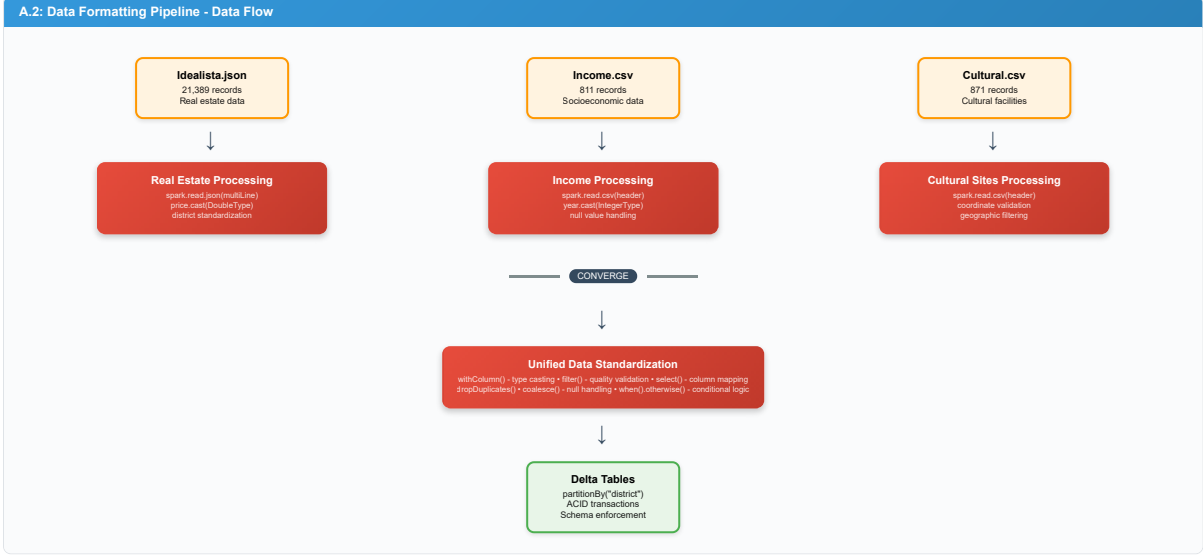 A.2: Data Formatting Pipeline - Data Flow
Idealista.json
21,389 records
Real estate data
Income.csv
811 records
Socioeconomic data
Cultural.csv
871 records
Cultural facilities
↓
↓
↓
Real Estate Processing
spark.read.json(multiLine)
price.cast(DoubleType)
district standardization
Income Processing
spark.read.csv(header)
year.cast(IntegerType)
null value handling
Cultural Sites Processing
spark.read.csv(header)
coordinate validation
geographic filtering
CONVERGE
↓
Unified Data Standardization
withColumn() - type casting • filter() - quality validation • select() - column mapping
dropDuplicates() • coalesce() - null handling • when().otherwise() - conditional logic
↓
Delta Tables
partitionBy("district")
ACID transactions
Schema enforcement